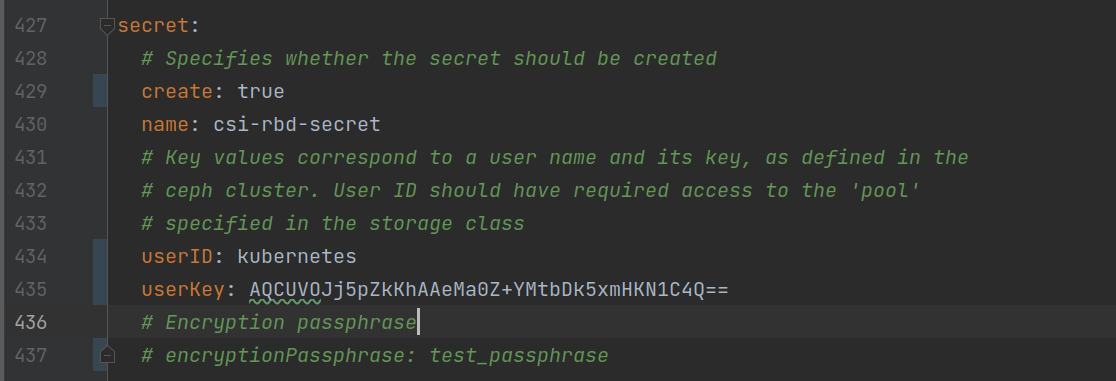 427 secret:
428 # Specifies whether the secret should be created
429 create: true
430 name: csi-rbd-secret
431 # Key values correspond to a user name and its key, as defined in the
432 # ceph cluster. User ID should have required access to the 'pool'
433 # specified in the storage class
434 userID: kubernetes
435 userKey: AQCUVOJj5pZkKhAAeMa0Z+YMtbDk5xmHKN1C4Q==
436 # Encryption passphrase
437 # encryptionPassphrase: test_passphrase